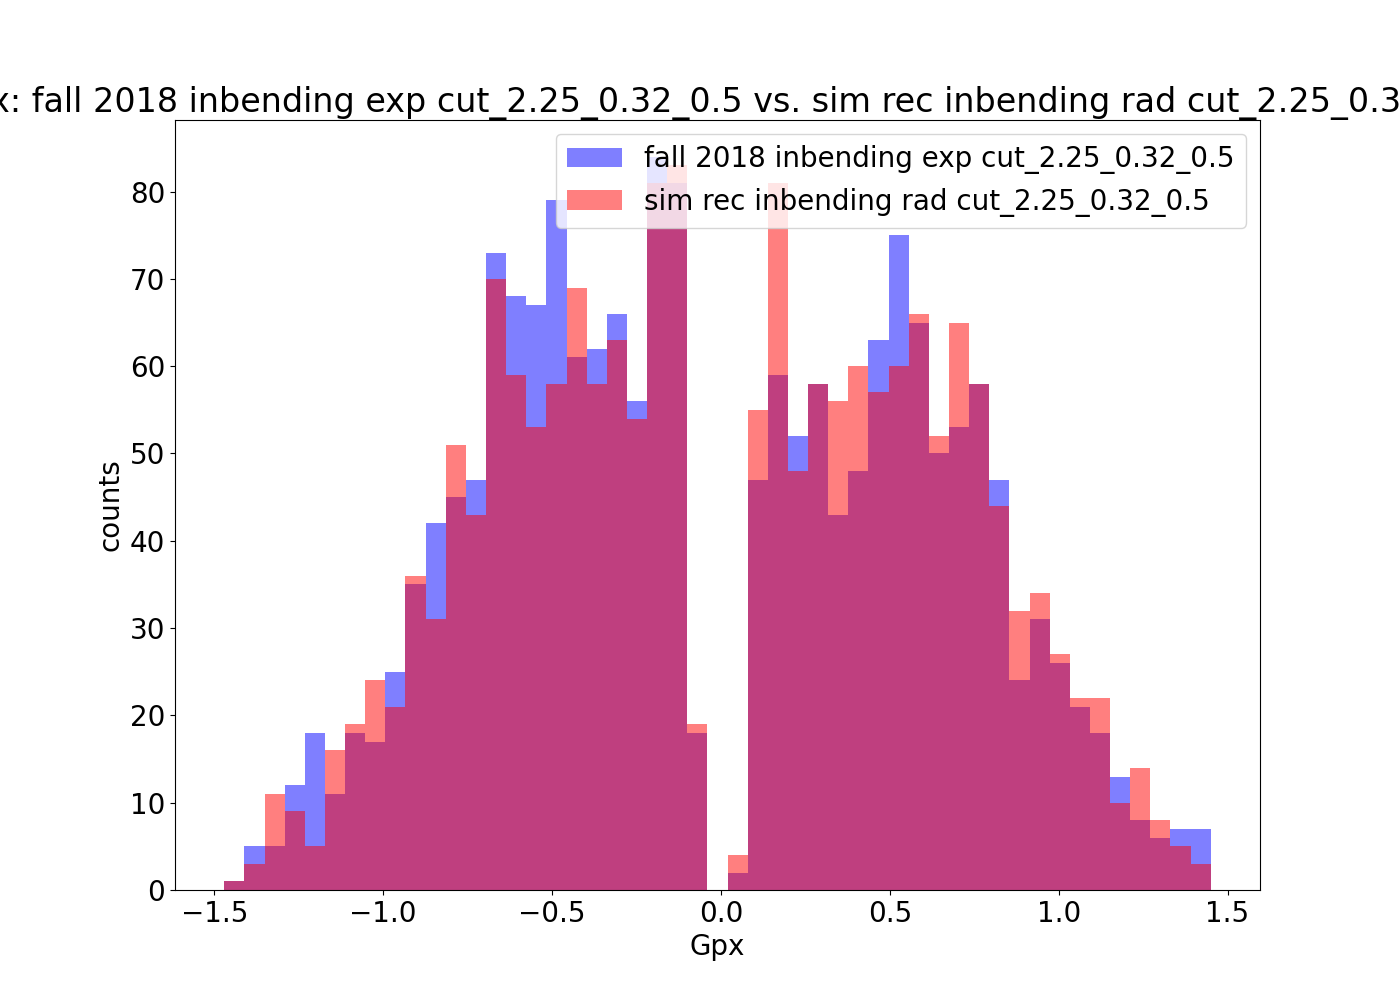 x: fall 2018 inbending exp cut_2.25_0.32_0.5 vs. sim rec inbending rad cut_2.25_0.3
fall 2018 inbending exp cut_2.25_0.32_0.5
sim rec inbending rad cut_2.25_0.32_0.5
80
70
60
50
40
30
20
10
0
counts
−1.5 −1.0 −0.5 0.0 0.5 1.0 1.5
Gpx